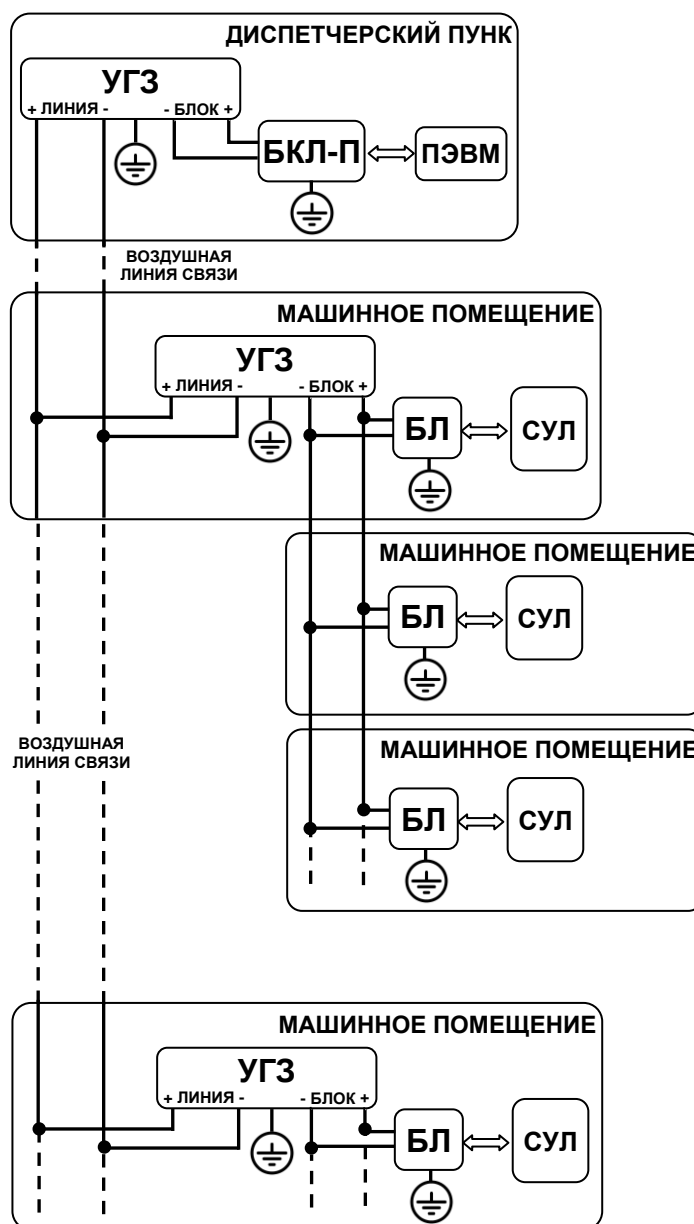 ДИСПЕТЧЕРСКИЙ ПУНК
УГЗ
+ ЛИНИЯ - - БЛОК +
БКЛ-П
ПЭВМ
ВОЗДУШНАЯ
ЛИНИЯ СВЯЗИ
МАШИННОЕ ПОМЕЩЕНИЕ
УГЗ
+ ЛИНИЯ - - БЛОК +
БЛ
СУЛ
МАШИННОЕ ПОМЕЩЕНИЕ
БЛ
СУЛ
ВОЗДУШНАЯ
ЛИНИЯ СВЯЗИ
МАШИННОЕ ПОМЕЩЕНИЕ
БЛ
СУЛ
МАШИННОЕ ПОМЕЩЕНИЕ
УГЗ
+ ЛИНИЯ - - БЛОК +
БЛ
СУЛ